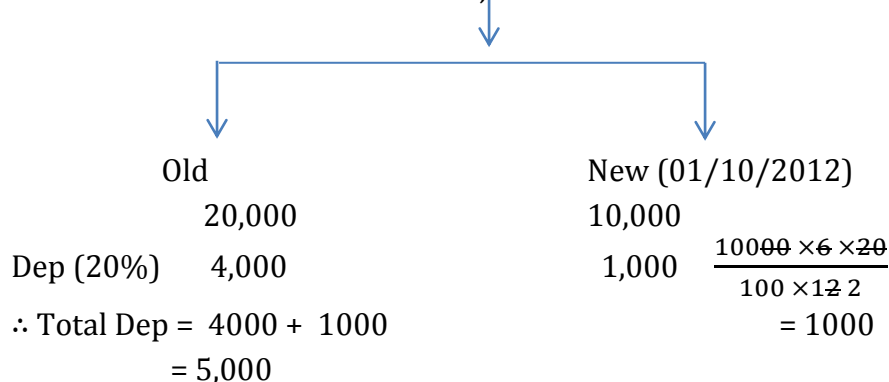 Old New (01/10/2012)
20,000 10,000
Dep (20%) 4,000 1,000 10000 ×6 ×20
100 ×12 2
∴ Total Dep = 4000 + 1000 = 1000
= 5,000